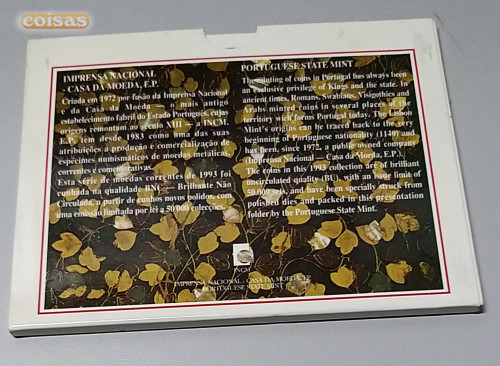 coisas
IMPRENSA NACIONAL
- CASA DA MOEDA, E.P.
Criada em 1972 por fusão da Imprensa Nacional
e da Casa da Moeda — o mais antigo
estabelecimento fabril do Estado Português, cujas
origens remontam ao século XIII — a INCM,
E.P., tem desde 1983 como uma das suas
atribuições a produção e comercialização de
espécimes numismáticos de moedas metálicas,
correntes e comemorativas.
Esta série de moedas correntes de 1993 foi
cunhada na qualidade BNC — Brilhante Não
Circulada, a partir de cunhos novos polidos, com
uma emissão limitada por lei a 50 000 colecções.
PORTUGUESE STATE MINT
The minting of coins in Portugal has always been
an exclusive privilege of Kings and the state. In
ancient times, Romans, Swabians, Visigothics and
Arabs minted coins in several places of the
territory wich forms Portugal today. The Lisbon
Mint's origins can be traced back to the very
beginning of Portuguese nationality (1140) and
has been, since 1972, a public owned company
(Imprensa Nacional — Casa da Moeda, E.P.).
The coins in this 1993 collection are of brilliant
uncirculated quality (BU), with an issue limit of
50.000 sets, and have been specially struck from
polished dies and packed in this presentation
folder by the Portuguese State Mint.
INCM
IMPRENSA NACIONAL - CASA DA MOEDA, E.P.
PORTUGUESE STATE MINT